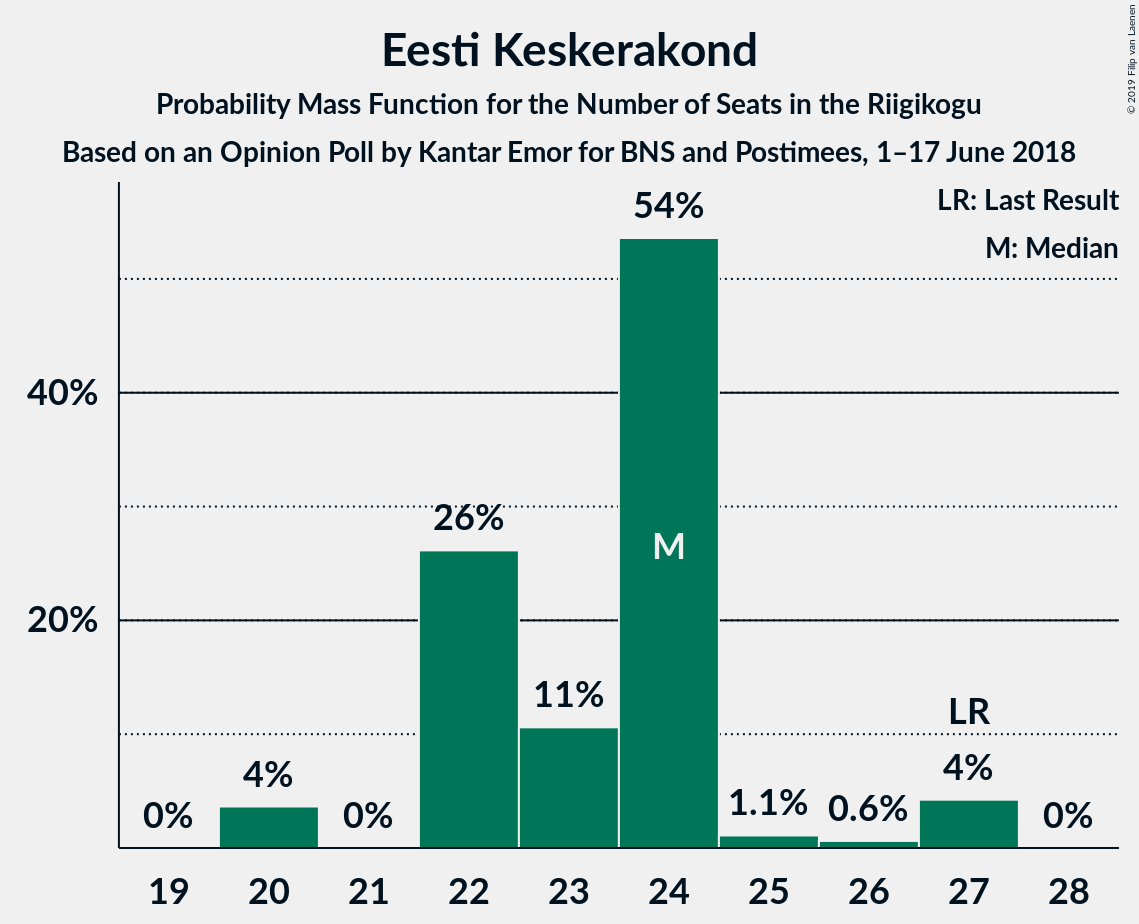 Eesti Keskerakond
Probability Mass Function for the Number of Seats in the Riigikogu
Based on an Opinion Poll by Kantar Emor for BNS and Postimees, 1–17 June 2018
© 2019 Filip van Laenen
LR: Last Result
M: Median
54%
40%
26%
M
20%
11%
LR
4%
4%
1.1%
0.6%
0%
0%
0%
19 20 21 22 23 24 25 26 27 28